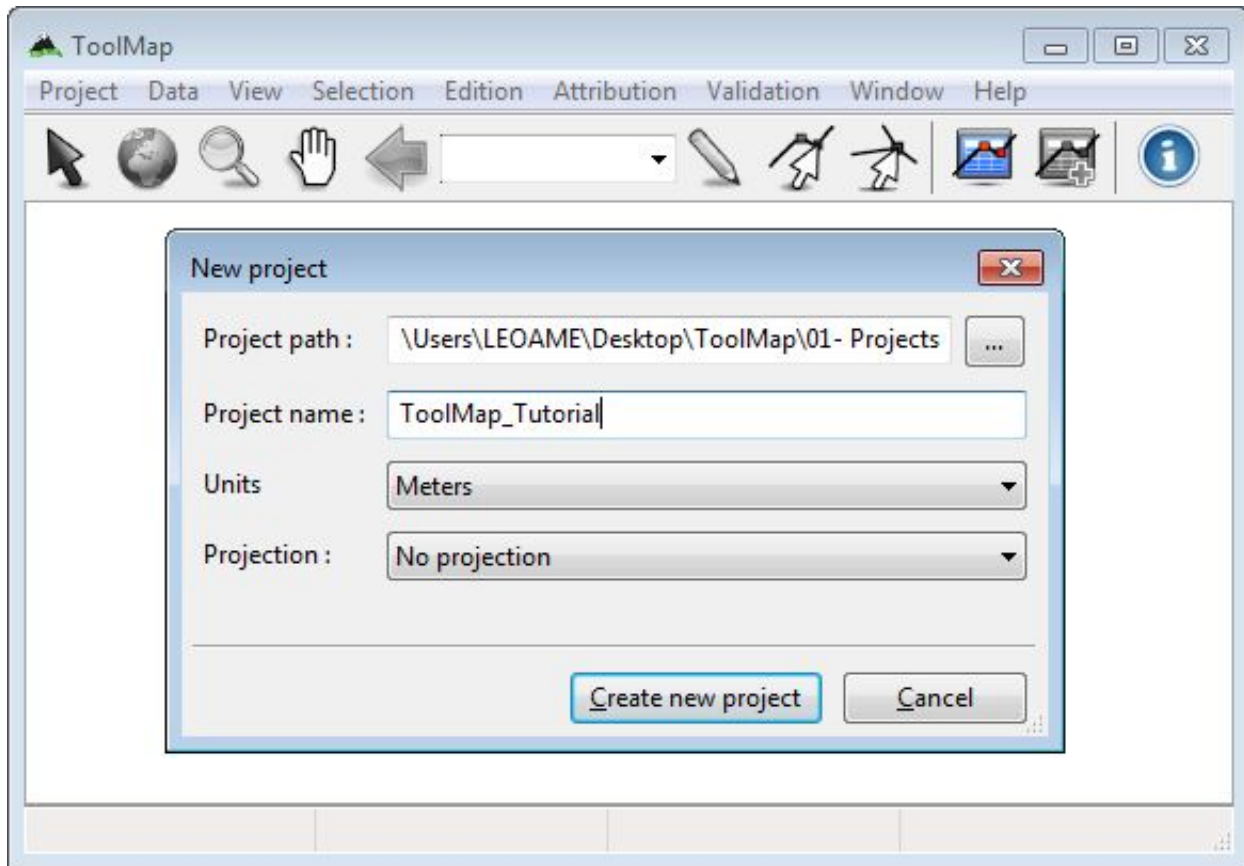 ToolMap
Project Data View Selection Edition Attribution Validation Window Help
New project
Project path : \Users\LEOAME\Desktop\ToolMap\01- Projects ...
Project name : ToolMap_Tutorial
Units Meters
Projection : No projection
Create new project Cancel